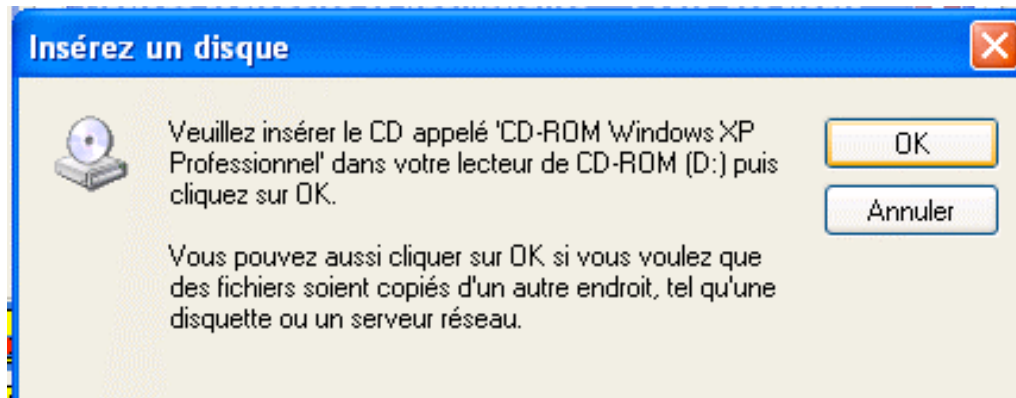 Insérez un disque
Veuillez insérer le CD appelé 'CD-ROM Windows XP
Professionnel' dans votre lecteur de CD-ROM (D:) puis
cliquez sur OK.
Vous pouvez aussi cliquer sur OK si vous voulez que
des fichiers soient copiés d'un autre endroit, tel qu'une
disquette ou un serveur réseau.
OK
Annuler